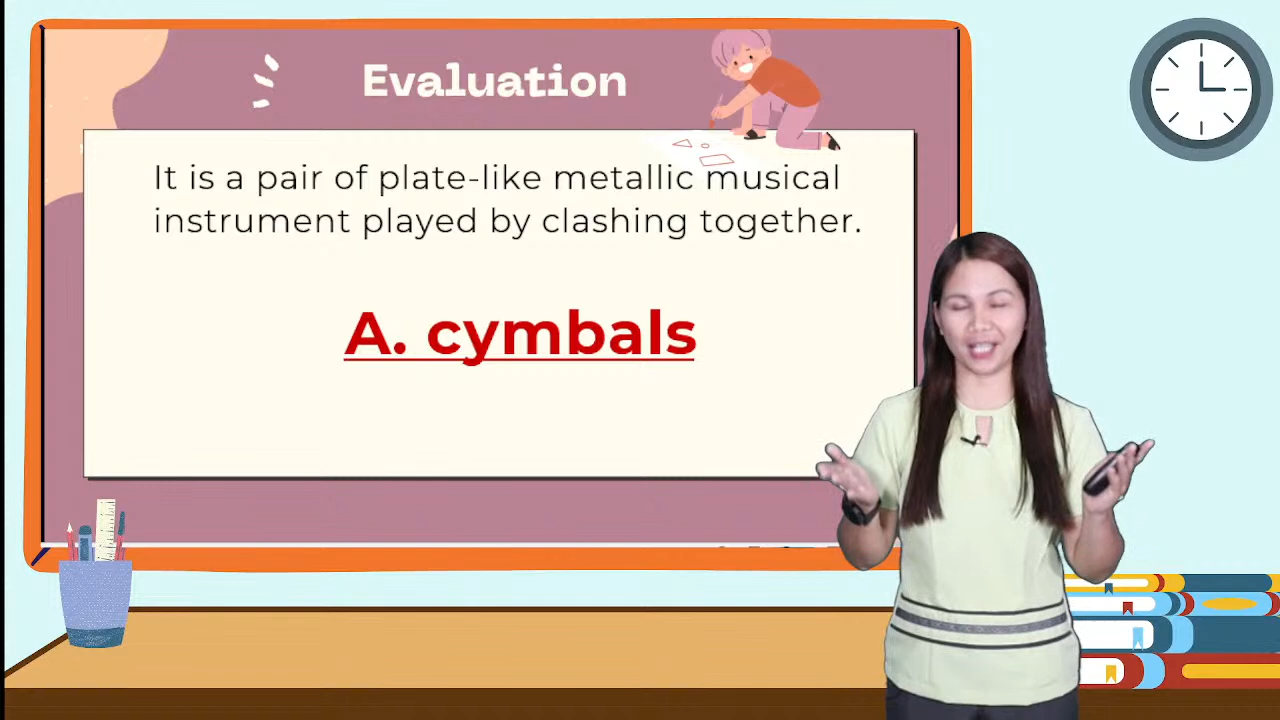 Evaluation
It is a pair of plate-like metallic musical
instrument played by clashing together.
A. cymbals